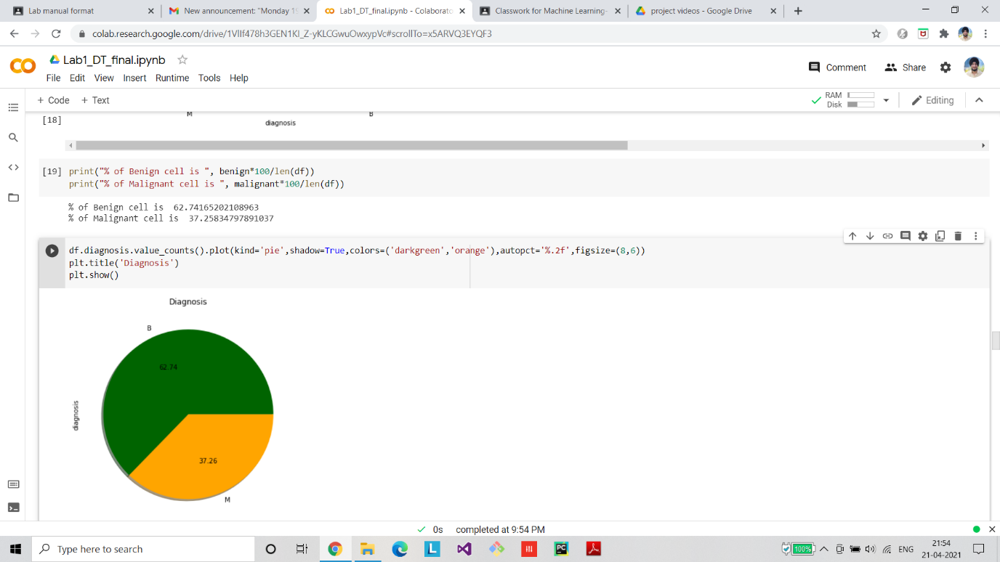 Lab manual format
New announcement: "Monday 19
Lab1_DT_final.ipynb - Colaborato
Classwork for Machine Learning-
project videos - Google Drive
colab.research.google.com/drive/1VIIf478h3GEN1KI_Z-yKLCGwuOwxypVc#scrollTo=x5ARVQ3EYQF3
Lab1_DT_final.ipynb
File Edit View Insert Runtime Tools Help
Comment
Share
+ Code + Text
RAM
Disk
Editing
[18]
M B
diagnosis
[19] print("% of Benign cell is ", benign*100/len(df))
print("% of Malignant cell is ", malignant*100/len(df))
% of Benign cell is  62.74165202108963
% of Malignant cell is  37.25834797891037
df.diagnosis.value_counts().plot(kind='pie',shadow=True,colors=('darkgreen','orange'),autopct='%.2f',figsize=(8,6))
plt.title('Diagnosis')
plt.show()
Diagnosis
B
62.74
diagnosis
37.26
M
0s completed at 9:54 PM
Type here to search
L
PC
100%
ENG
21:54
21-04-2021